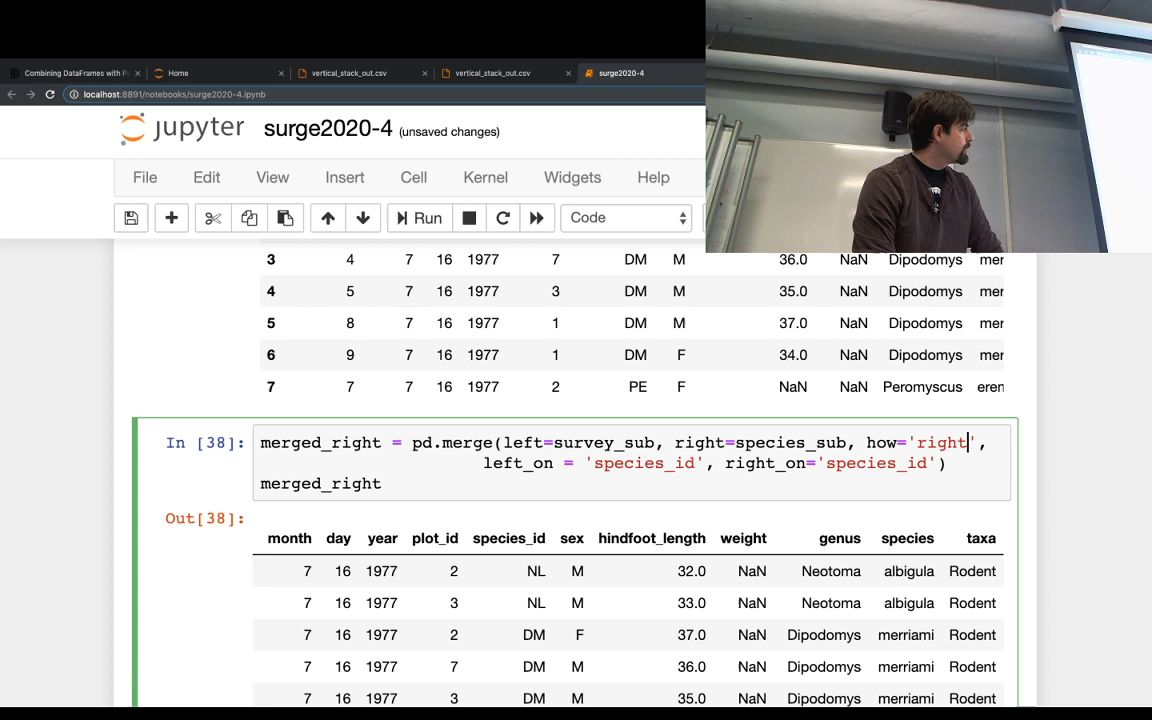 Combining DataFrames with P
Home
vertical_stack_out.csv
vertical_stack_out.csv
surge2020-4
localhost:8891/notebooks/surge2020-4.ipynb
jupyter surge2020-4 (unsaved changes)
File Edit View Insert Cell Kernel Widgets Help
Run Code
3 4 7 16 1977 7 DM M 36.0 NaN Dipodomys mer
4 5 7 16 1977 3 DM M 35.0 NaN Dipodomys mer
5 8 7 16 1977 1 DM M 37.0 NaN Dipodomys mer
6 9 7 16 1977 1 DM F 34.0 NaN Dipodomys mer
7 7 7 16 1977 2 PE F NaN NaN Peromyscus eren
In [38]: merged_right = pd.merge(left=survey_sub, right=species_sub, how='right',
left_on = 'species_id', right_on='species_id')
merged_right
Out[38]:
month day year plot_id species_id sex hindfoot_length weight genus species taxa
7 16 1977 2 NL M 32.0 NaN Neotoma albigula Rodent
7 16 1977 3 NL M 33.0 NaN Neotoma albigula Rodent
7 16 1977 2 DM F 37.0 NaN Dipodomys merriami Rodent
7 16 1977 7 DM M 36.0 NaN Dipodomys merriami Rodent
7 16 1977 3 DM M 35.0 NaN Dipodomys merriami Rodent